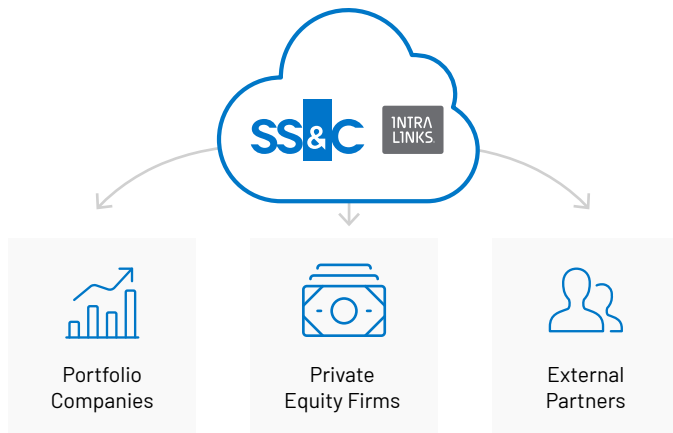 SS&C
INTRA
LINKS
Portfolio
Companies
Private
Equity Firms
External
Partners